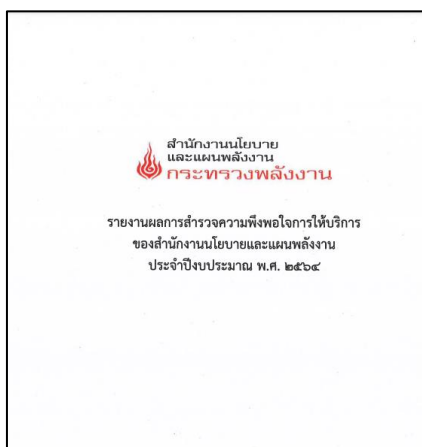 สำนักงานนโยบาย
และแผนพลังงาน
กระทรวงพลังงาน
รายงานผลการสำรวจความพึงพอใจการให้บริการ
ของสำนักงานนโยบายและแผนพลังงาน
ประจำปีงบประมาณ พ.ศ. ๒๕๖๔